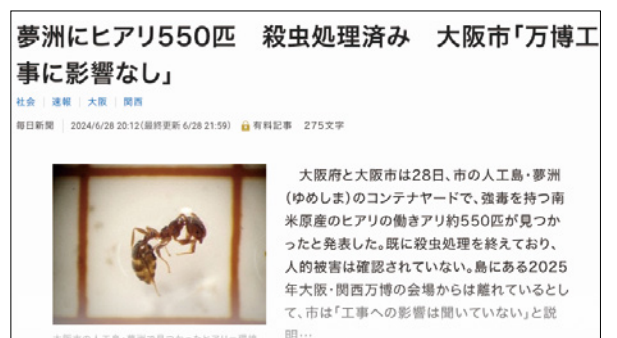 夢洲にヒアリ550匹　殺虫処理済み　大阪市「万博工
事に影響なし」
社会｜速報｜大阪｜関西
毎日新聞｜2024/6/28 20:12(最終更新 6/28 21:59)　有料記事　275文字
大阪府と大阪市は28日、市の人工島・夢洲
(ゆめしま)のコンテナヤードで、強毒を持つ南
米原産のヒアリの働きアリ約550匹が見つか
ったと発表した。既に殺虫処理を終えており、
人的被害は確認されていない。島にある2025
年大阪・関西万博の会場からは離れているとし
て、市は「工事への影響は聞いていない」と説
明…